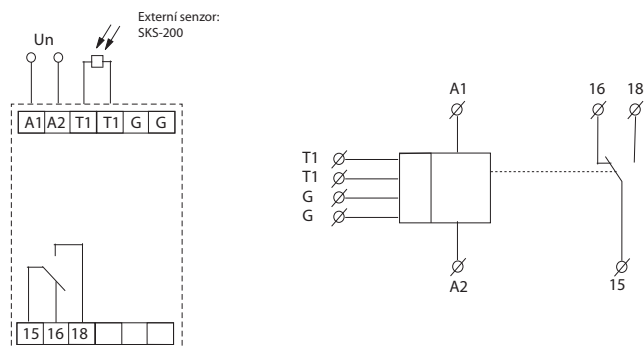 Externí senzor:
SKS-200
Un
A1 A2 T1 T1 G G
15 16 18
A1
16 18
T1
T1
G
G
A2
15